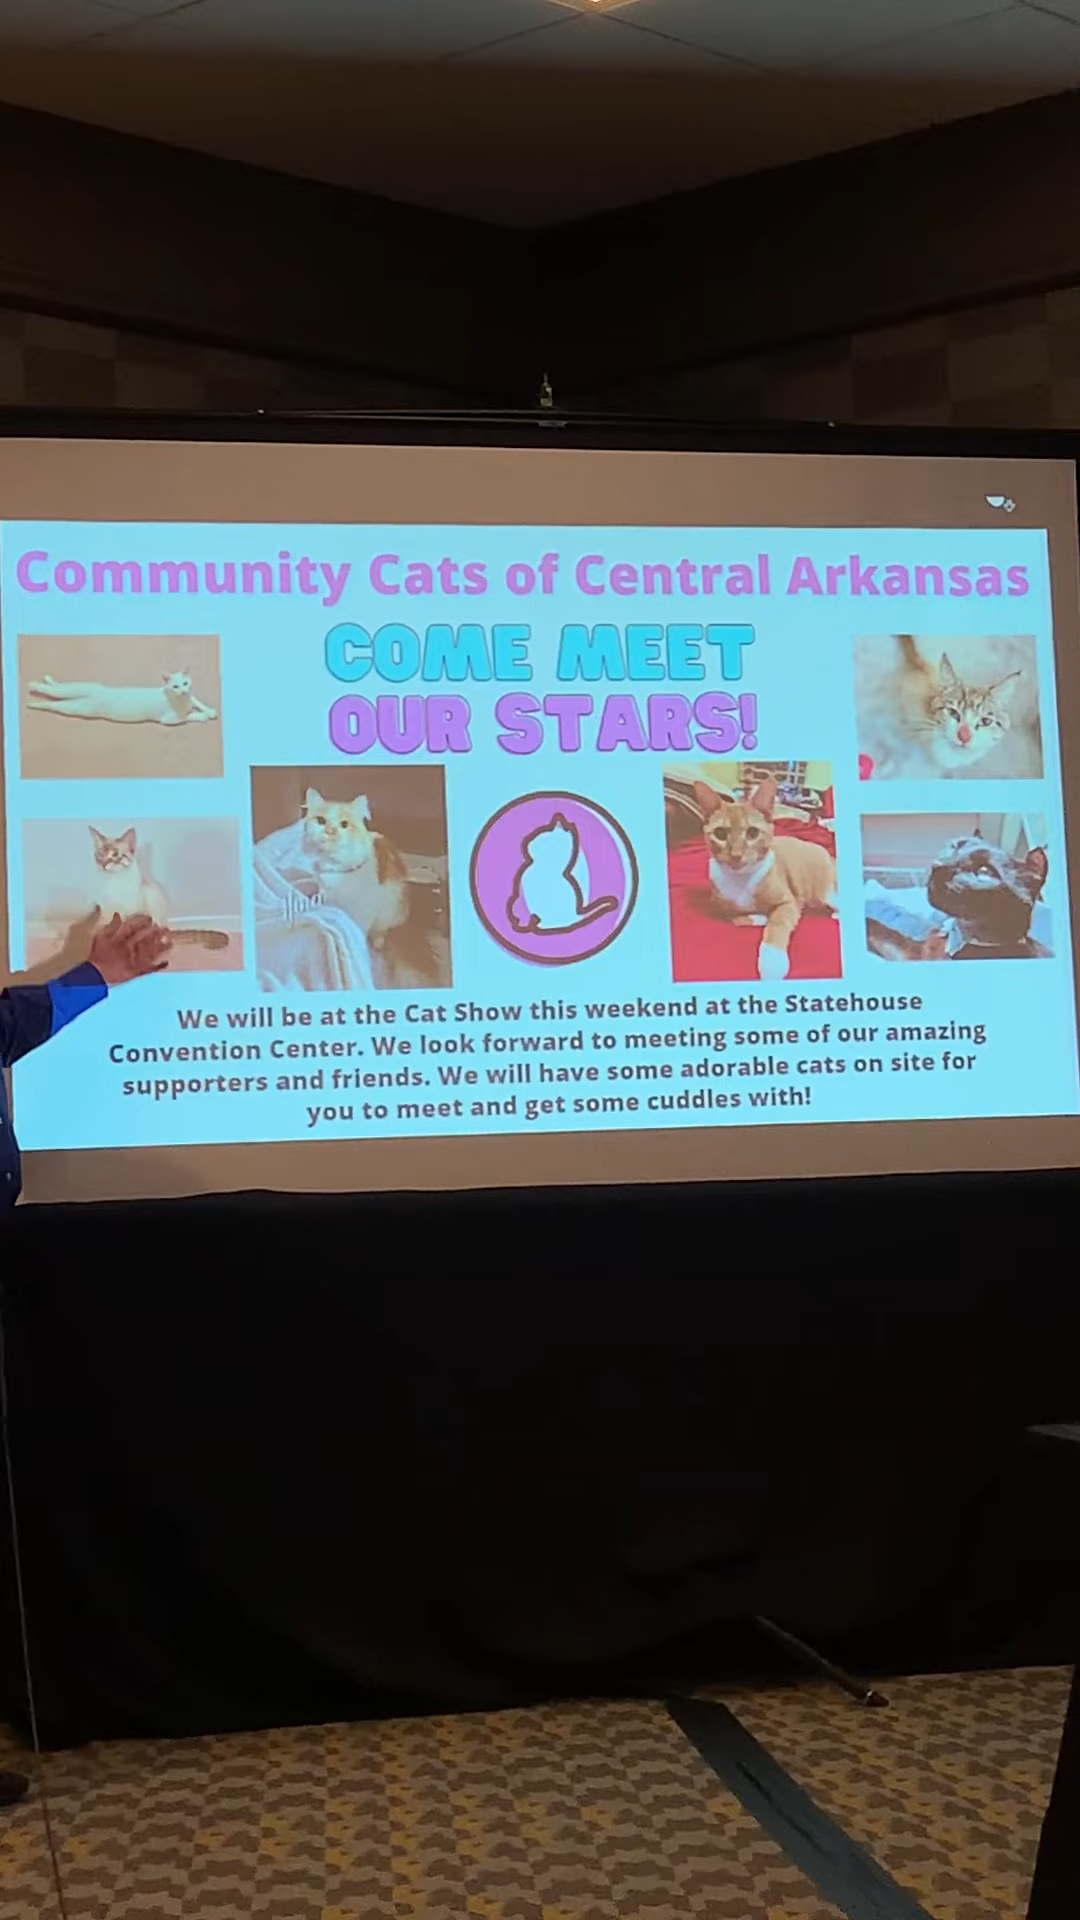 Community Cats of Central Arkansas
COME MEET
OUR STARS!
We will be at the Cat Show this weekend at the Statehouse
Convention Center. We look forward to meeting some of our amazing
supporters and friends. We will have some adorable cats on site for
you to meet and get some cuddles with!